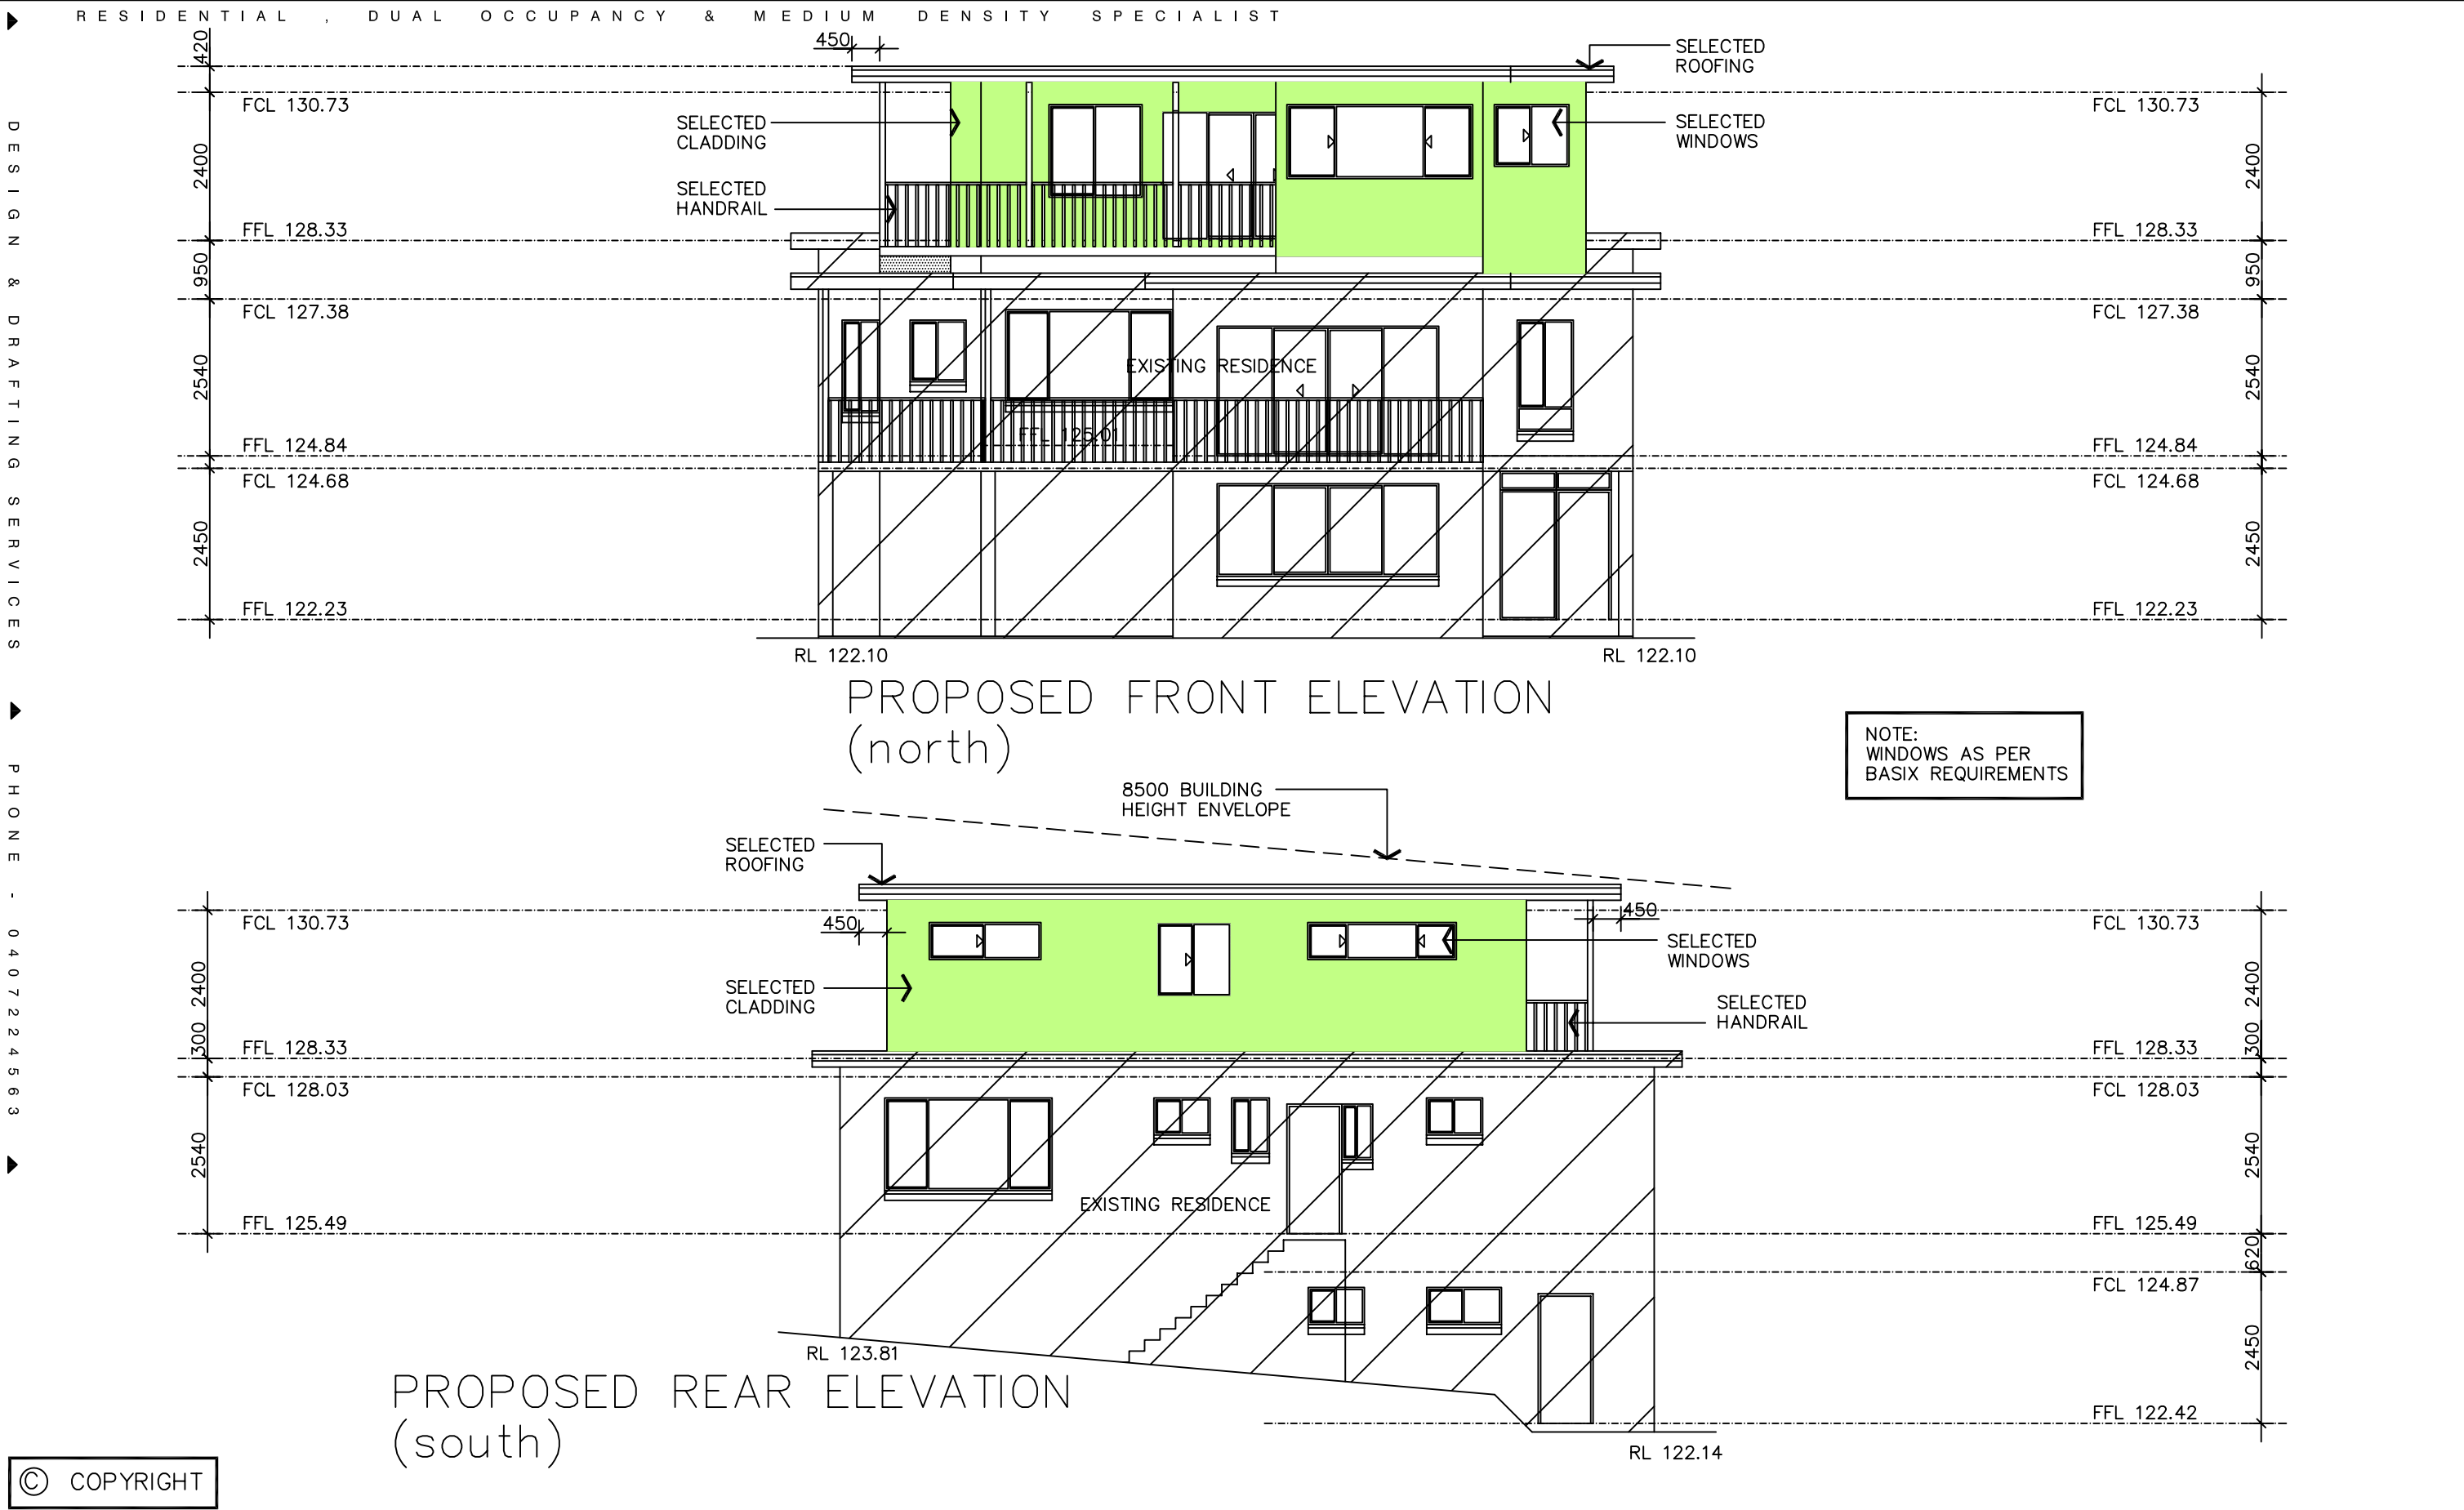 RESIDENTIAL , DUAL OCCUPANCY & MEDIUM DENSITY SPECIALIST
DESIGN & DRAFTING SERVICES
PHONE - 0407224563
450
SELECTED
ROOFING
420
FCL 130.73
SELECTED
CLADDING
SELECTED
WINDOWS
FCL 130.73
2400
SELECTED
HANDRAIL
2400
FFL 128.33
FFL 128.33
950
950
FCL 127.38
FCL 127.38
2540
EXISTING RESIDENCE
2540
FFL 125.01
FFL 124.84
FFL 124.84
FCL 124.68
FCL 124.68
2450
2450
FFL 122.23
FFL 122.23
RL 122.10
RL 122.10
PROPOSED FRONT ELEVATION
(north)
NOTE:
WINDOWS AS PER
BASIX REQUIREMENTS
8500 BUILDING
HEIGHT ENVELOPE
SELECTED
ROOFING
FCL 130.73
450
450
FCL 130.73
SELECTED
WINDOWS
2400
SELECTED
CLADDING
SELECTED
HANDRAIL
2400
300
FFL 128.33
FFL 128.33
300
FCL 128.03
FCL 128.03
2540
2540
EXISTING RESIDENCE
FFL 125.49
FFL 125.49
620
FCL 124.87
2450
RL 123.81
FFL 122.42
RL 122.14
PROPOSED REAR ELEVATION
(south)
© COPYRIGHT